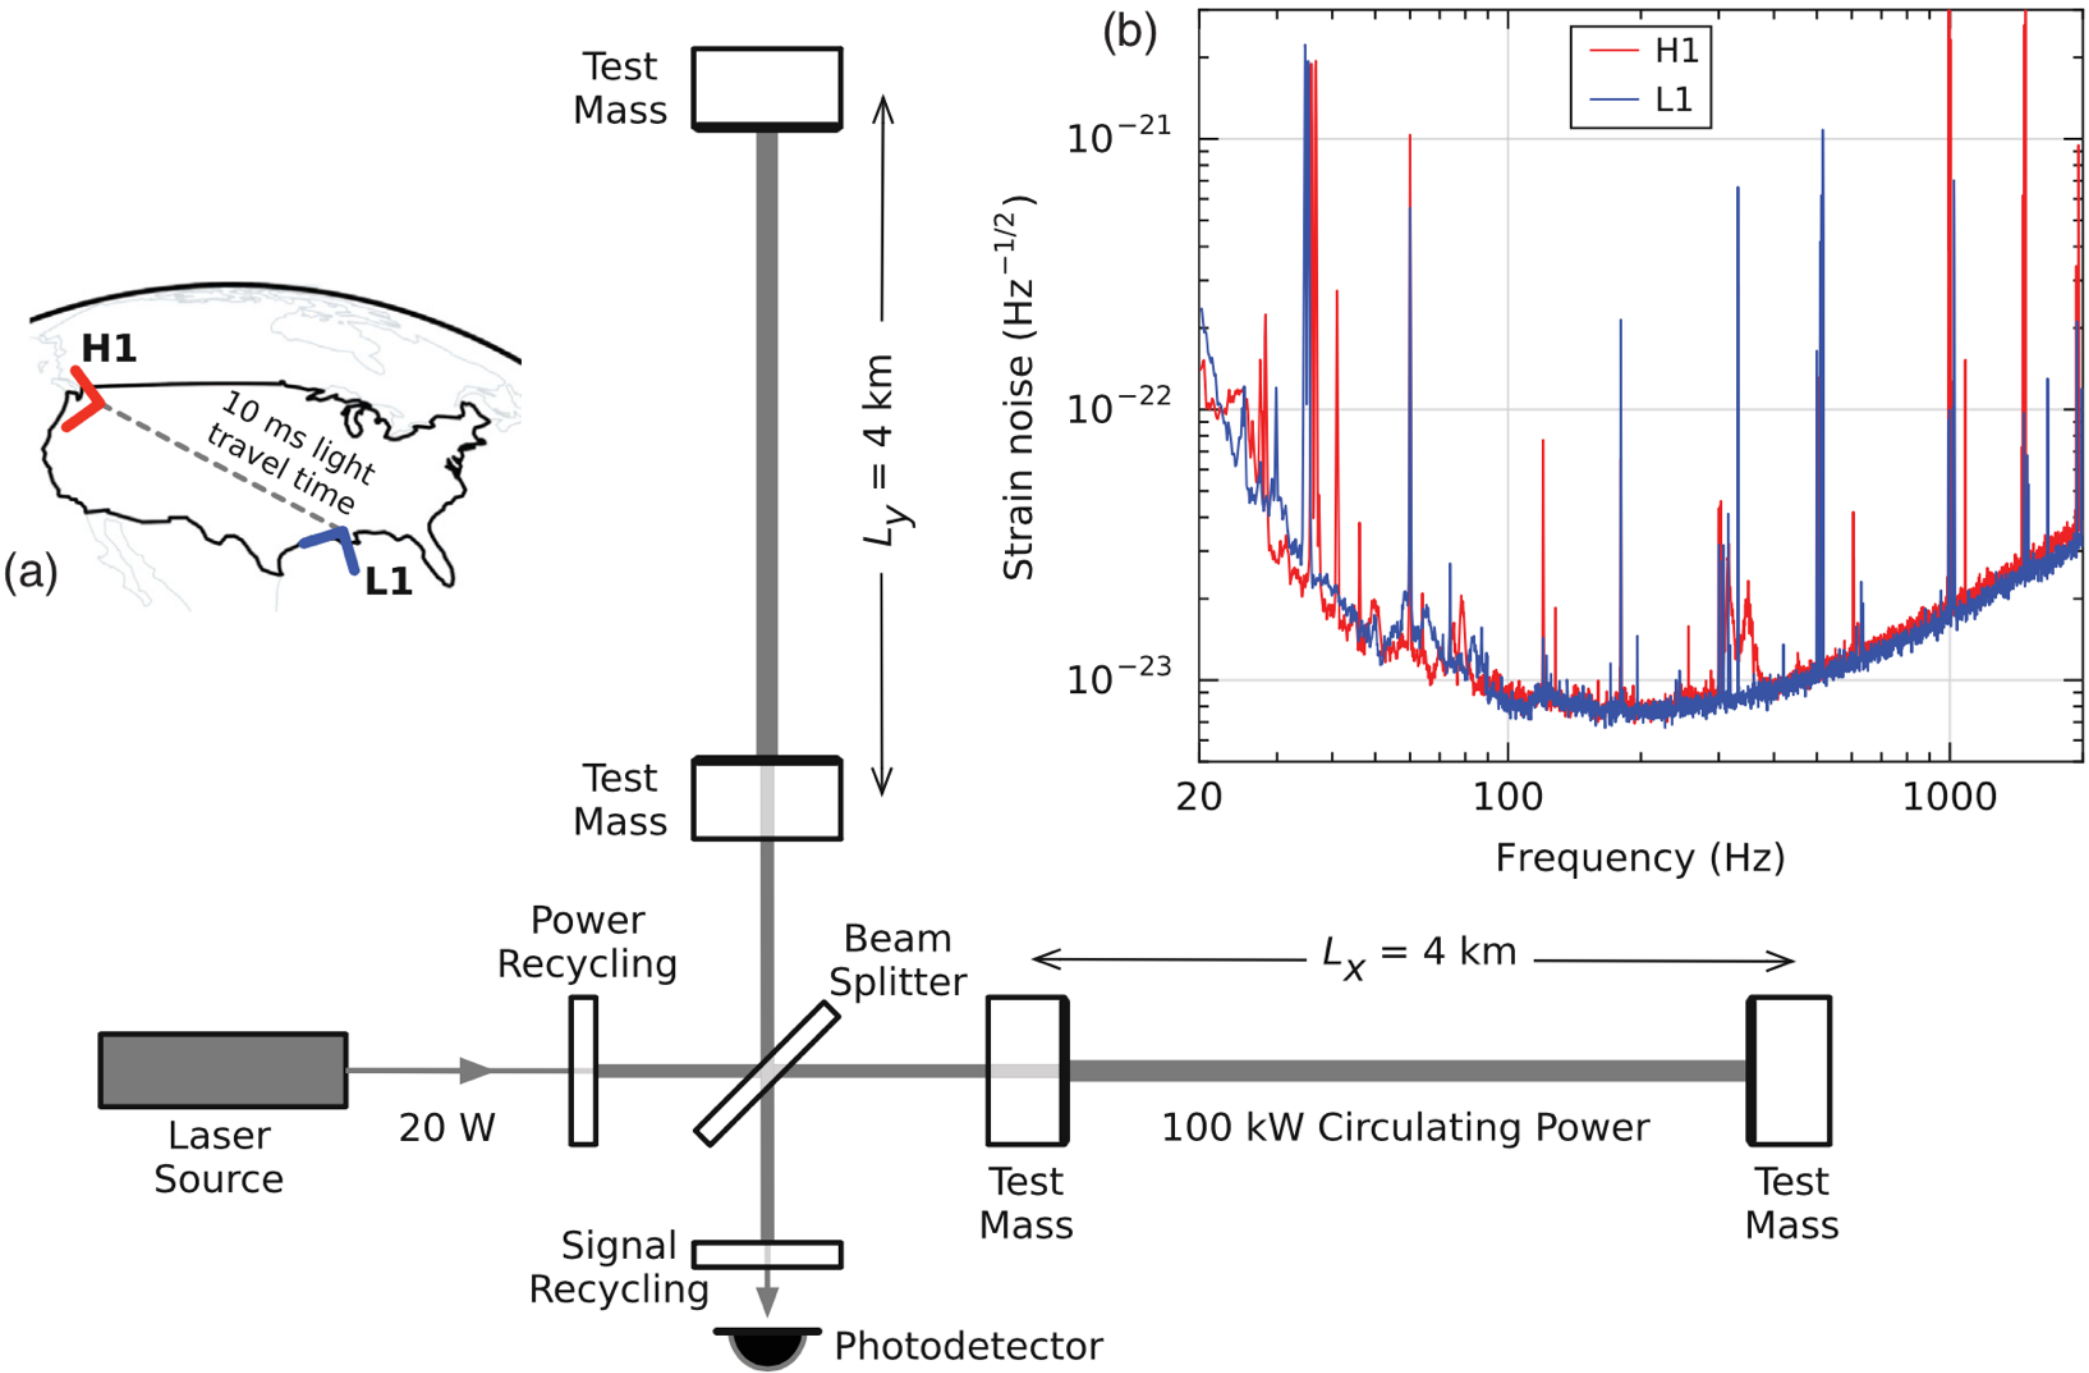 (a)
H1
10 ms light
travel time
L1
Test
Mass
L_y = 4 km
Test
Mass
(b)
H1
L1
10^−21
10^−22
10^−23
Strain noise (Hz^−1/2)
20
100
1000
Frequency (Hz)
Power
Recycling
Beam
Splitter
L_x = 4 km
Laser
Source
20 W
100 kW Circulating Power
Test
Mass
Test
Mass
Signal
Recycling
Photodetector